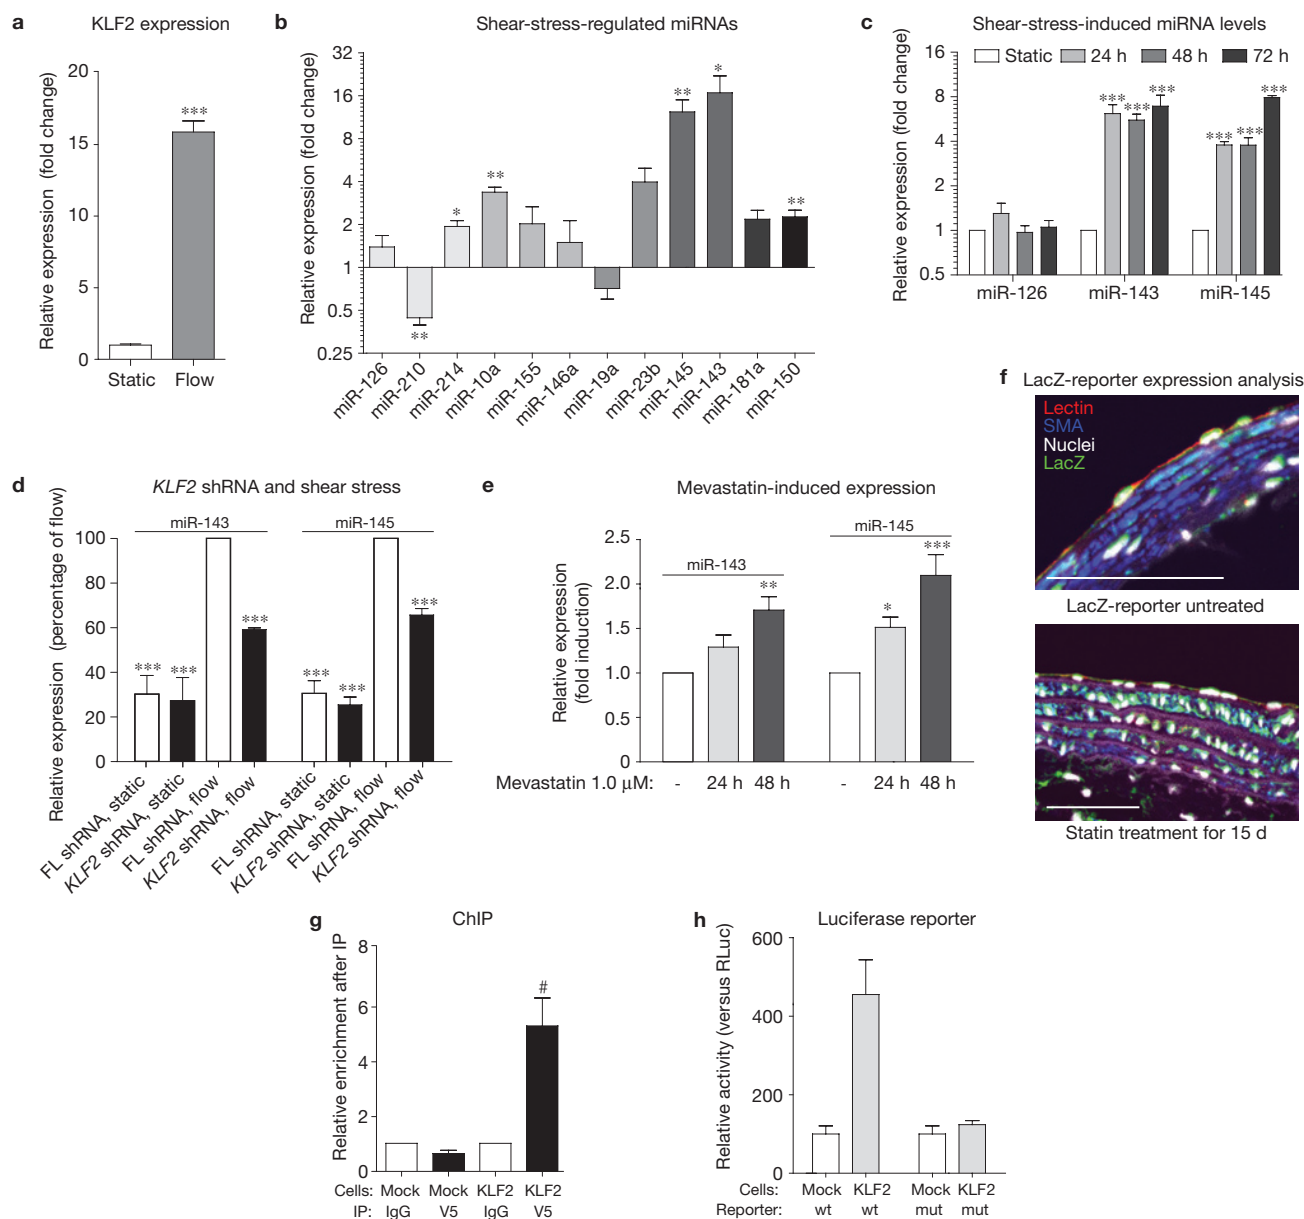 a KLF2 expression
Relative expression (fold change)
20
15
10
5
0
***
Static Flow
b Shear-stress-regulated miRNAs
Relative expression (fold change)
32
16
8
4
2
1
0.5
0.25
** * ** ** * **
miR-126 miR-210 miR-214 miR-10a miR-155 miR-146a miR-19a miR-23b miR-145 miR-143 miR-181a miR-150
c Shear-stress-induced miRNA levels
Relative expression (fold change)
16
8
4
2
1
0.5
Static 24 h 48 h 72 h
*** *** *** *** *** ***
miR-126 miR-143 miR-145
d KLF2 shRNA and shear stress
Relative expression (percentage of flow)
miR-143 miR-145
100
80
60
40
20
0
*** *** *** *** *** ***
FL shRNA, static KLF2 shRNA, static FL shRNA, flow KLF2 shRNA, flow FL shRNA, static KLF2 shRNA, static FL shRNA, flow KLF2 shRNA, flow
e Mevastatin-induced expression
Relative expression
(fold induction)
2.5
2.0
1.5
1.0
0.5
0
miR-143 miR-145
** * ***
Mevastatin 1.0 µM: - 24 h 48 h - 24 h 48 h
f LacZ-reporter expression analysis
Lectin
SMA
Nuclei
LacZ
LacZ-reporter untreated
Statin treatment for 15 d
g ChIP
Relative enrichment after IP
8
6
4
2
0
#
Cells: Mock Mock KLF2 KLF2
IP: IgG V5 IgG V5
h Luciferase reporter
Relative activity (versus RLuc)
600
400
200
100
0
Cells: Mock KLF2 Mock KLF2
Reporter: wt wt mut mut